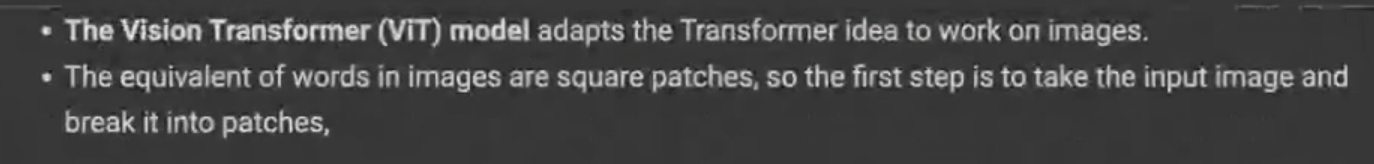 • The Vision Transformer (ViT) model adapts the Transformer idea to work on images.
• The equivalent of words in images are square patches, so the first step is to take the input image and
break it into patches,